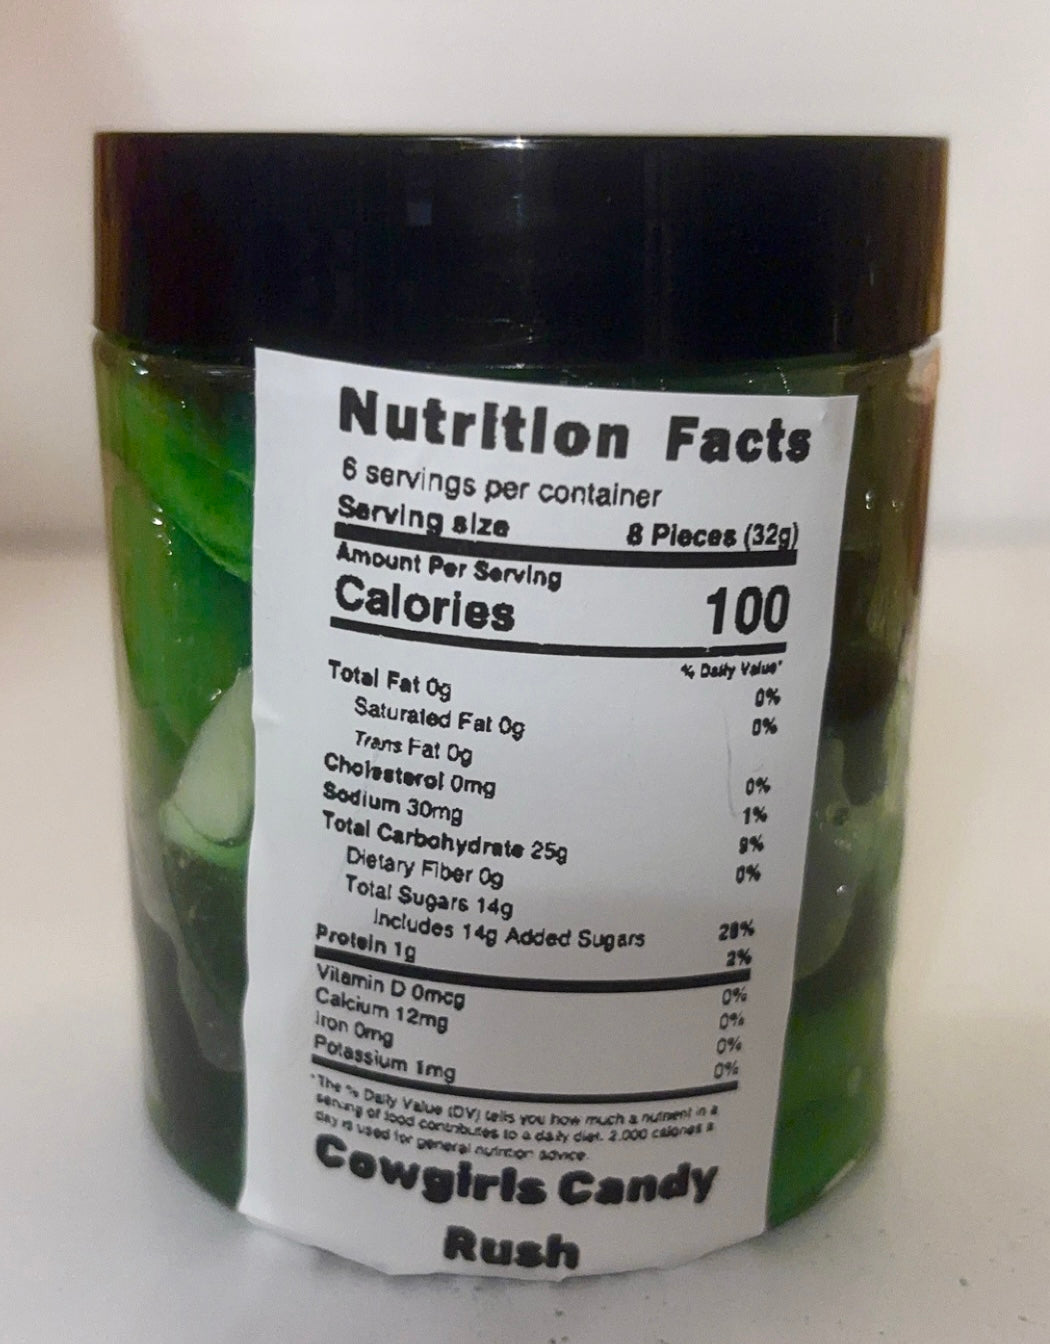 Nutrition Facts
6 servings per container
Serving size 8 Pieces (32g)
Amount Per Serving
Calories 100
% Daily Value*
Total Fat 0g 0%
Saturated Fat 0g 0%
Trans Fat 0g
Cholesterol 0mg 0%
Sodium 30mg 1%
Total Carbohydrate 25g 9%
Dietary Fiber 0g 0%
Total Sugars 14g
Includes 14g Added Sugars 28%
Protein 1g 2%
Vitamin D 0mcg 0%
Calcium 12mg 0%
Iron 0mg 0%
Potassium 1mg 0%
*The % Daily Value (DV) tells you how much a nutrient in a
serving of food contributes to a daily diet. 2,000 calories a
day is used for general nutrition advice.
Cowgirls Candy
Rush